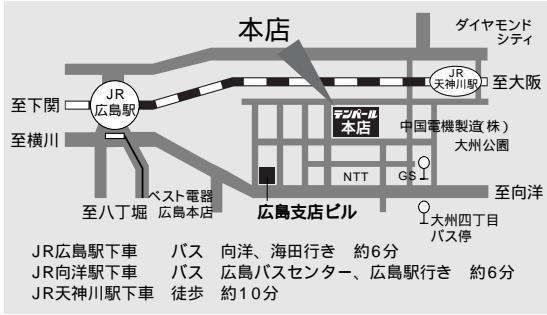 本店
ダイヤモンド
シティ
JR
天神川駅
至大阪
JR
広島駅
至下関
テンパール
本店
中国電機製造(株)
大州公園
至横川
NTT
GS
至向洋
ベスト電器
広島本店
至八丁堀
広島支店ビル
大州四丁目
バス停
JR広島駅下車 バス 向洋、海田行き 約6分
JR向洋駅下車 バス 広島バスセンター、広島駅行き 約6分
JR天神川駅下車 徒歩 約10分